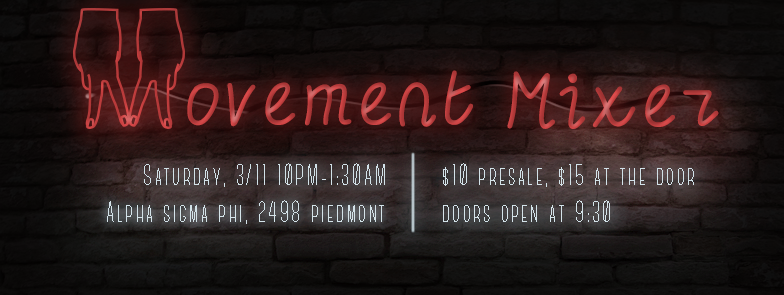 Movement Mixer
Saturday, 3/11 10PM-1:30AM
Alpha sigma phi, 2498 piedmont
$10 presale, $15 at the door
doors open at 9:30